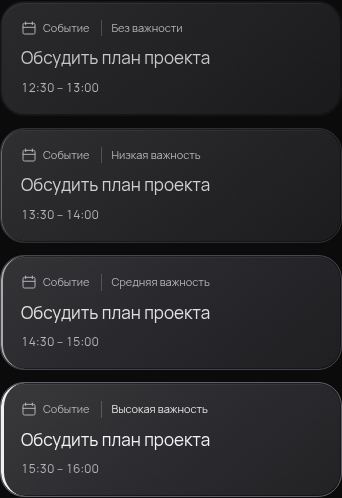 Событие | Без важности
Обсудить план проекта
12:30 – 13:00
Событие | Низкая важность
Обсудить план проекта
13:30 – 14:00
Событие | Средняя важность
Обсудить план проекта
14:30 – 15:00
Событие | Высокая важность
Обсудить план проекта
15:30 – 16:00